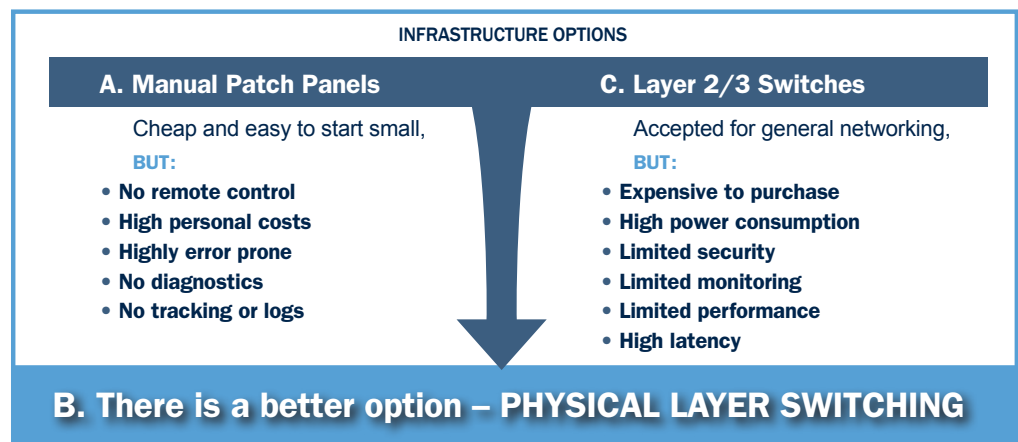 INFRASTRUCTURE OPTIONS
A. Manual Patch Panels
Cheap and easy to start small,
BUT:
• No remote control
• High personal costs
• Highly error prone
• No diagnostics
• No tracking or logs
C. Layer 2/3 Switches
Accepted for general networking,
BUT:
• Expensive to purchase
• High power consumption
• Limited security
• Limited monitoring
• Limited performance
• High latency
B. There is a better option – PHYSICAL LAYER SWITCHING